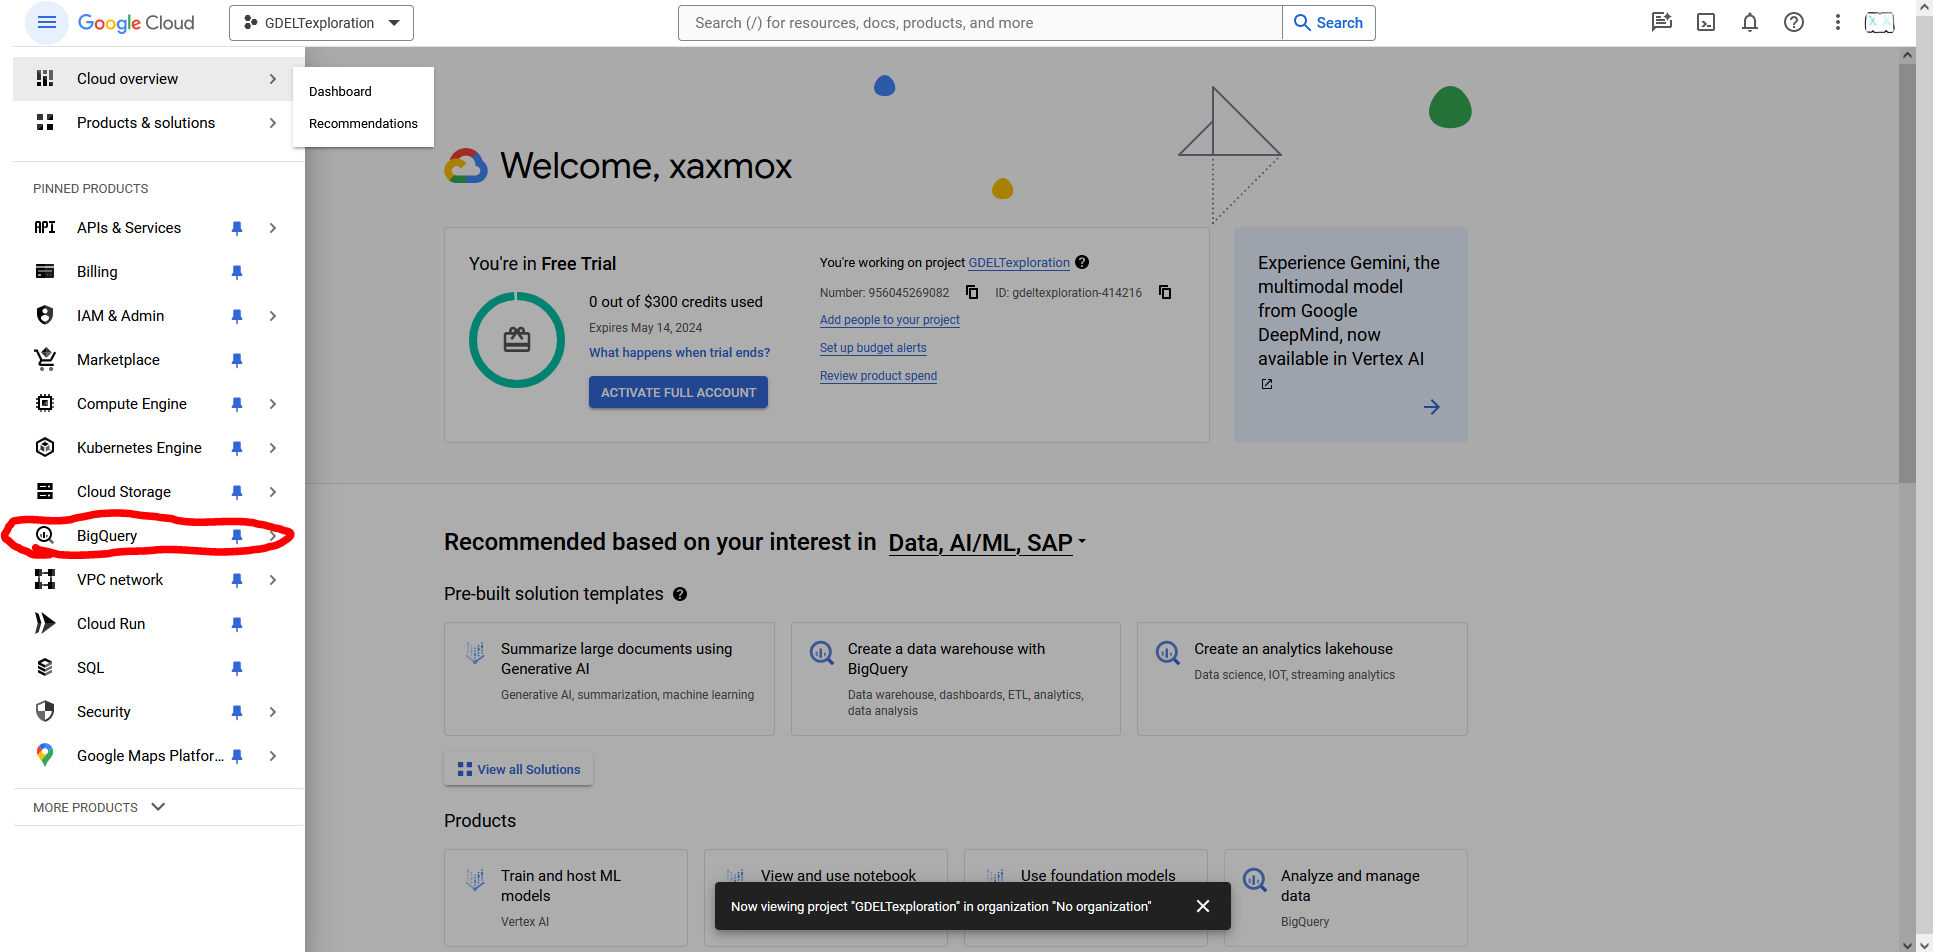 Google Cloud
GDELTexploration
Search (/) for resources, docs, products, and more
Search
Cloud overview
Products & solutions
Dashboard
Recommendations
PINNED PRODUCTS
API APIs & Services
Billing
IAM & Admin
Marketplace
Compute Engine
Kubernetes Engine
Cloud Storage
BigQuery
VPC network
Cloud Run
SQL
Security
Google Maps Platfor...
MORE PRODUCTS
Welcome, xaxmox
You're in Free Trial
0 out of $300 credits used
Expires May 14, 2024
What happens when trial ends?
ACTIVATE FULL ACCOUNT
You're working on project GDELTexploration
Number: 956045269082 ID: gdeltexploration-414216
Add people to your project
Set up budget alerts
Review product spend
Experience Gemini, the
multimodal model
from Google
DeepMind, now
available in Vertex AI
Recommended based on your interest in Data, AI/ML, SAP
Pre-built solution templates
Summarize large documents using
Generative AI
Generative AI, summarization, machine learning
Create a data warehouse with
BigQuery
Data warehouse, dashboards, ETL, analytics,
data analysis
Create an analytics lakehouse
Data science, IOT, streaming analytics
View all Solutions
Products
Train and host ML
models
Vertex AI
View and use notebook
Use foundation models
Analyze and manage
data
BigQuery
Now viewing project "GDELTexploration" in organization "No organization"